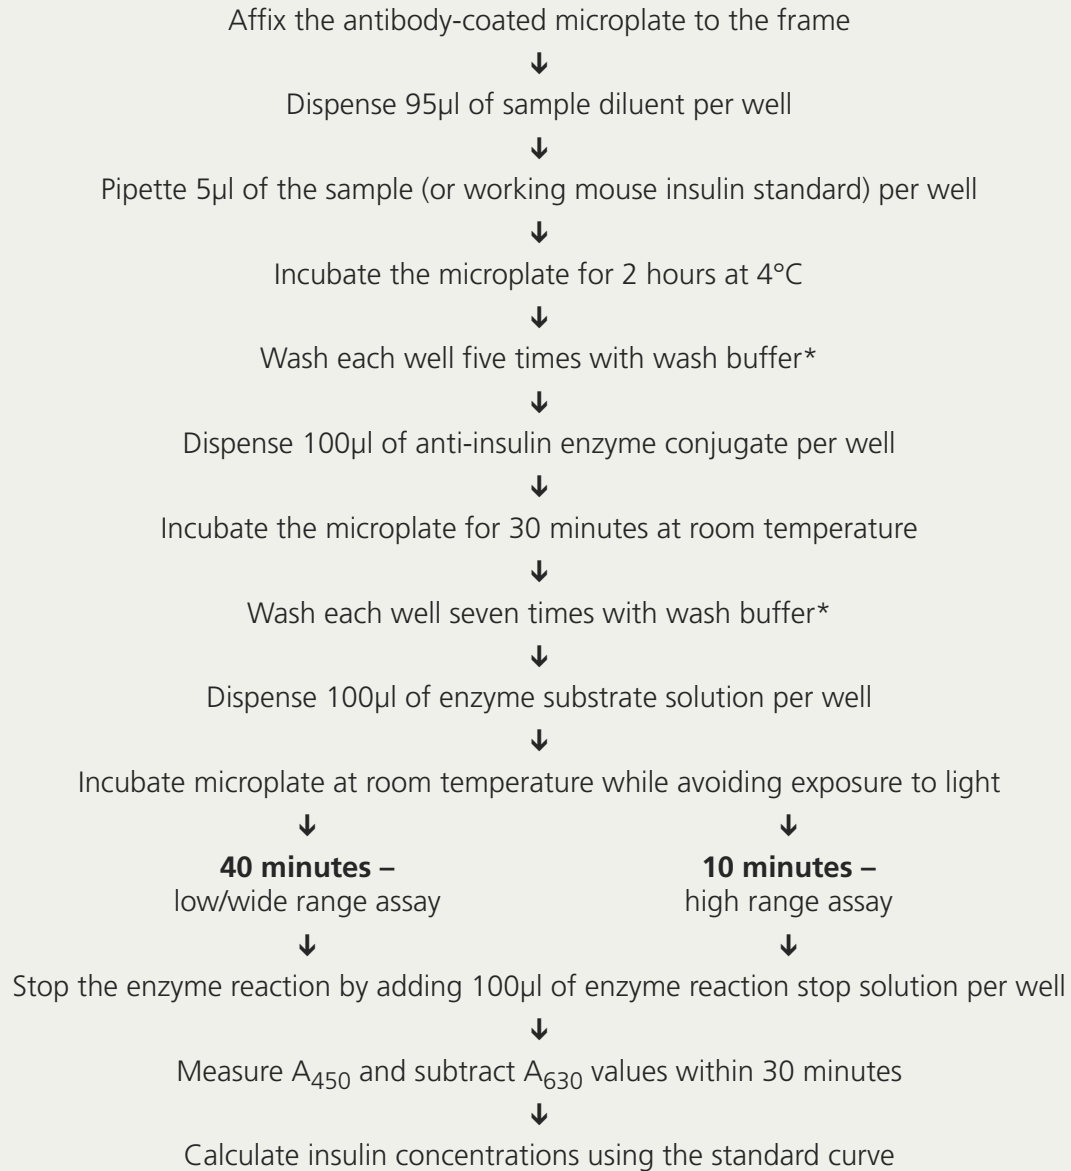 Affix the antibody-coated microplate to the frame
Dispense 95µl of sample diluent per well
Pipette 5µl of the sample (or working mouse insulin standard) per well
Incubate the microplate for 2 hours at 4°C
Wash each well five times with wash buffer*
Dispense 100µl of anti-insulin enzyme conjugate per well
Incubate the microplate for 30 minutes at room temperature
Wash each well seven times with wash buffer*
Dispense 100µl of enzyme substrate solution per well
Incubate microplate at room temperature while avoiding exposure to light
40 minutes –
low/wide range assay
10 minutes –
high range assay
Stop the enzyme reaction by adding 100µl of enzyme reaction stop solution per well
Measure A450 and subtract A630 values within 30 minutes
Calculate insulin concentrations using the standard curve